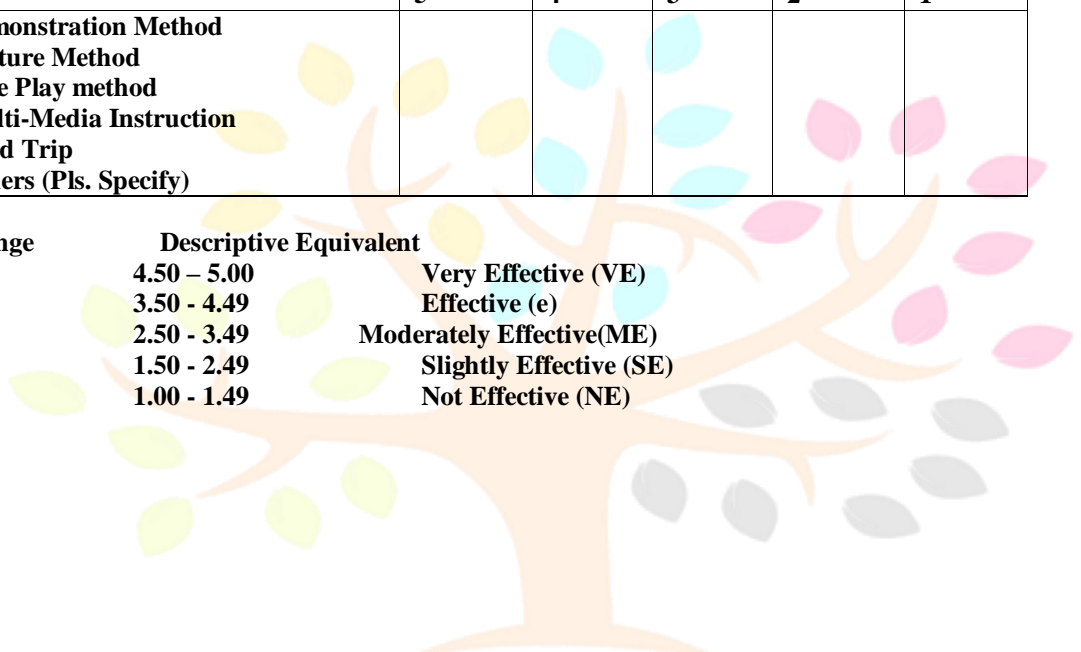 monstration Method
ture Method
e Play method
lti-Media Instruction
d Trip
ers (Pls. Specify)
nge Descriptive Equivalent
4.50 – 5.00 Very Effective (VE)
3.50 - 4.49 Effective (e)
2.50 - 3.49 Moderately Effective(ME)
1.50 - 2.49 Slightly Effective (SE)
1.00 - 1.49 Not Effective (NE)